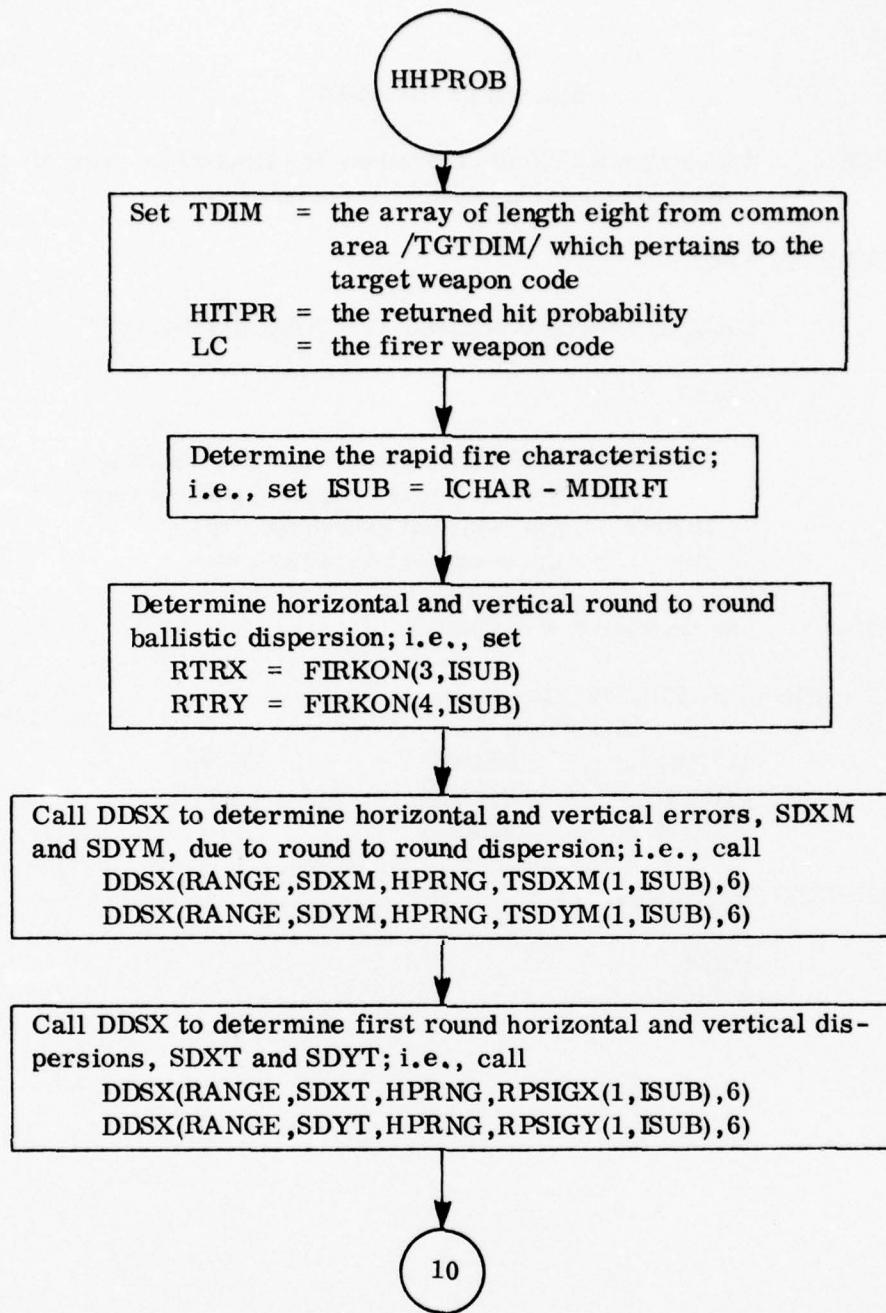 HHPROB
Set TDIM = the array of length eight from common
area /TGTDIM/ which pertains to the
target weapon code
HITPR = the returned hit probability
LC = the firer weapon code
Determine the rapid fire characteristic;
i.e., set ISUB = ICHAR - MDIRFI
Determine horizontal and vertical round to round
ballistic dispersion; i.e., set
RTRX = FIRKON(3,ISUB)
RTRY = FIRKON(4,ISUB)
Call DDSX to determine horizontal and vertical errors, SDXM
and SDYM, due to round to round dispersion; i.e., call
DDSX(RANGE,SDXM,HPRNG,TSDXM(1,ISUB),6)
DDSX(RANGE,SDYM,HPRNG,TSDYM(1,ISUB),6)
Call DDSX to determine first round horizontal and vertical dis-
persions, SDXT and SDYT; i.e., call
DDSX(RANGE,SDXT,HPRNG,RPSIGX(1,ISUB),6)
DDSX(RANGE,SDYT,HPRNG,RPSIGY(1,ISUB),6)
10